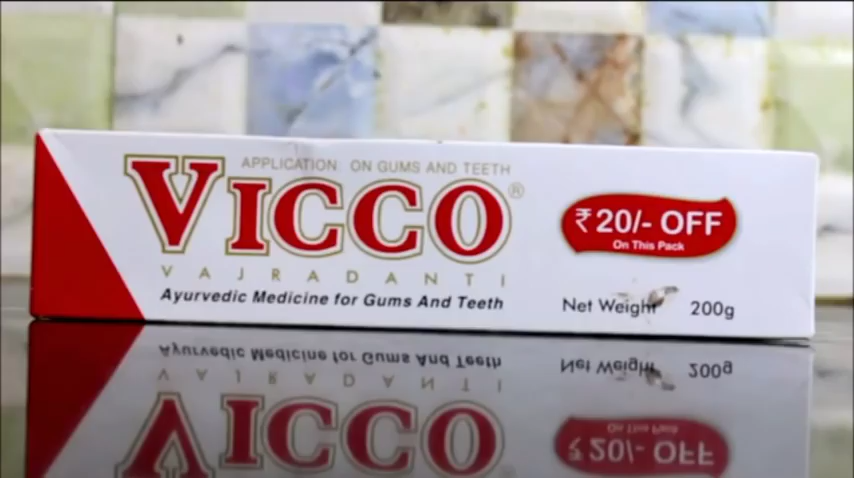 APPLICATION ON GUMS AND TEETH
VICCO®
VAJRADANTI
Ayurvedic Medicine for Gums And Teeth
₹20/- OFF
On This Pack
Net Weight 200g